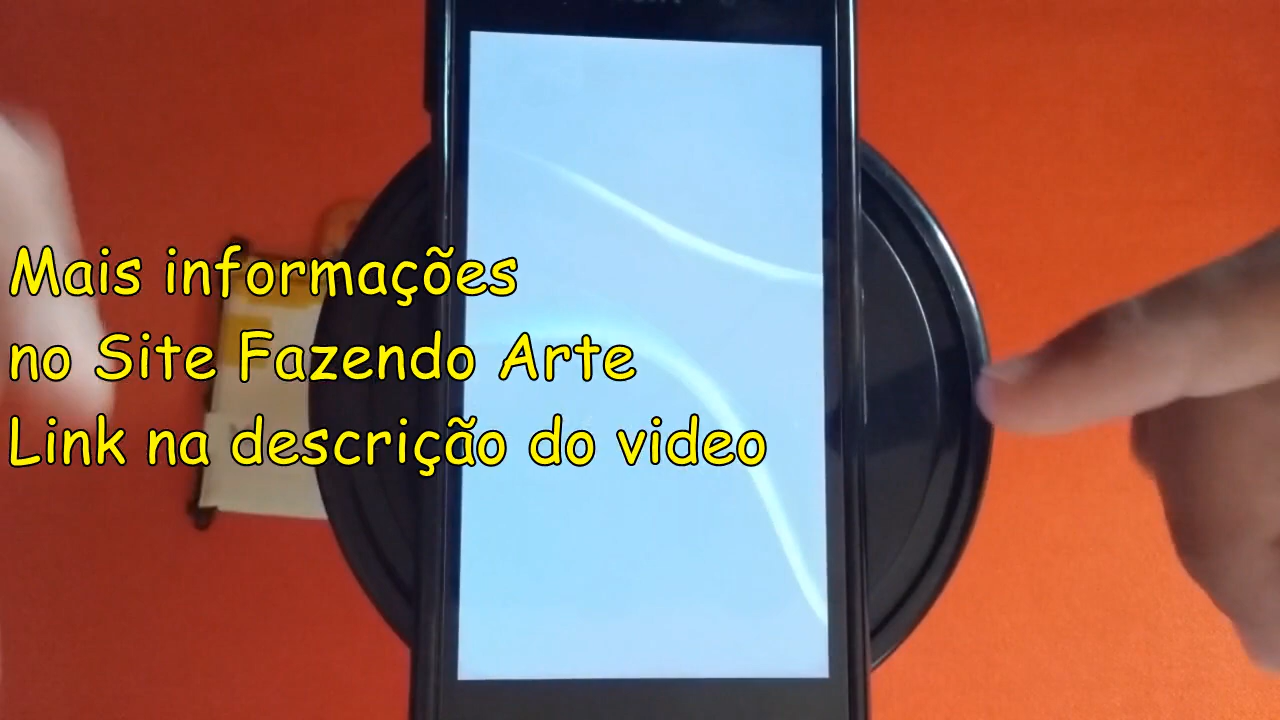 Mais informações
no Site Fazendo Arte
Link na descrição do video